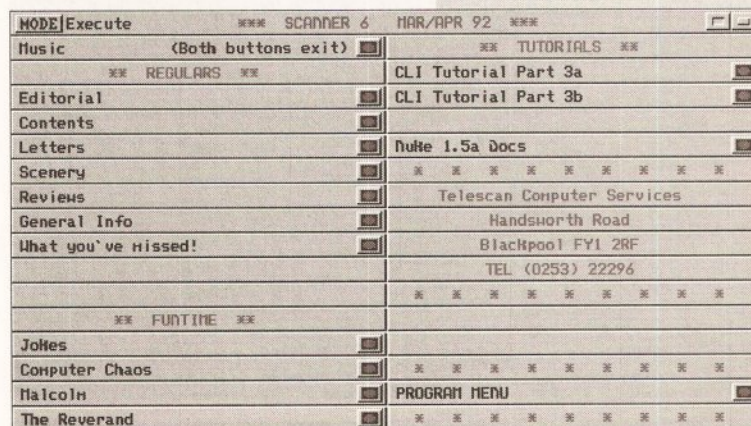 MODE Execute *** SCANNER 6 MAR/APR 92 ***
Music (Both buttons exit)
** REGULARS **
Editorial
Contents
Letters
Scenery
Reviews
General Info
What you`ve missed!
** FUNTIME **
Jokes
Computer Chaos
Malcolm
The Reverand
** TUTORIALS **
CLI Tutorial Part 3a
CLI Tutorial Part 3b
Nuke 1.5a Docs
* * * * * * * * *
Telescan Computer Services
Handsworth Road
Blackpool FY1 2RF
TEL (0253) 22296
* * * * * * * * *
* * * * * * * * *
PROGRAM MENU
* * * * * * * * *